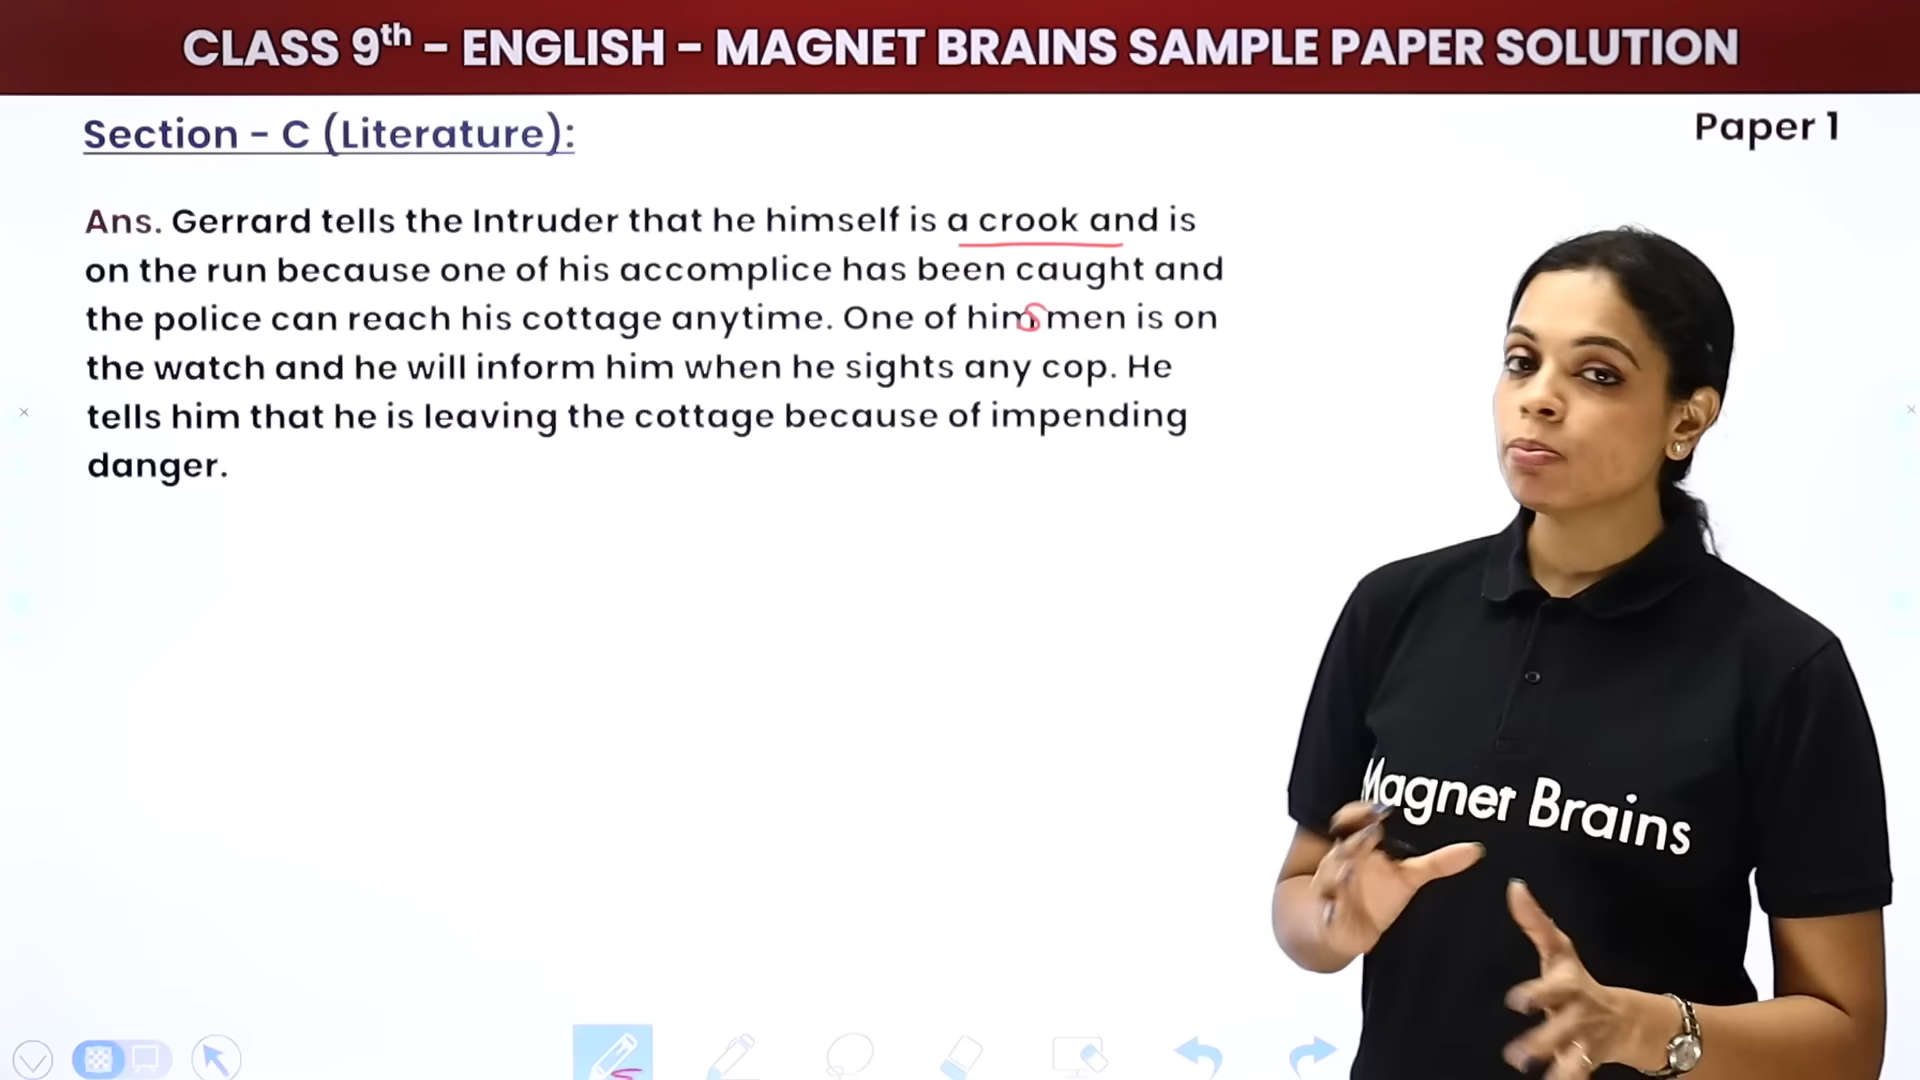 CLASS 9th – ENGLISH – MAGNET BRAINS SAMPLE PAPER SOLUTION
Section - C (Literature):
Paper 1
Ans. Gerrard tells the Intruder that he himself is a crook and is
on the run because one of his accomplice has been caught and
the police can reach his cottage anytime. One of him s men is on
the watch and he will inform him when he sights any cop. He
tells him that he is leaving the cottage because of impending
danger.
Magnet Brains